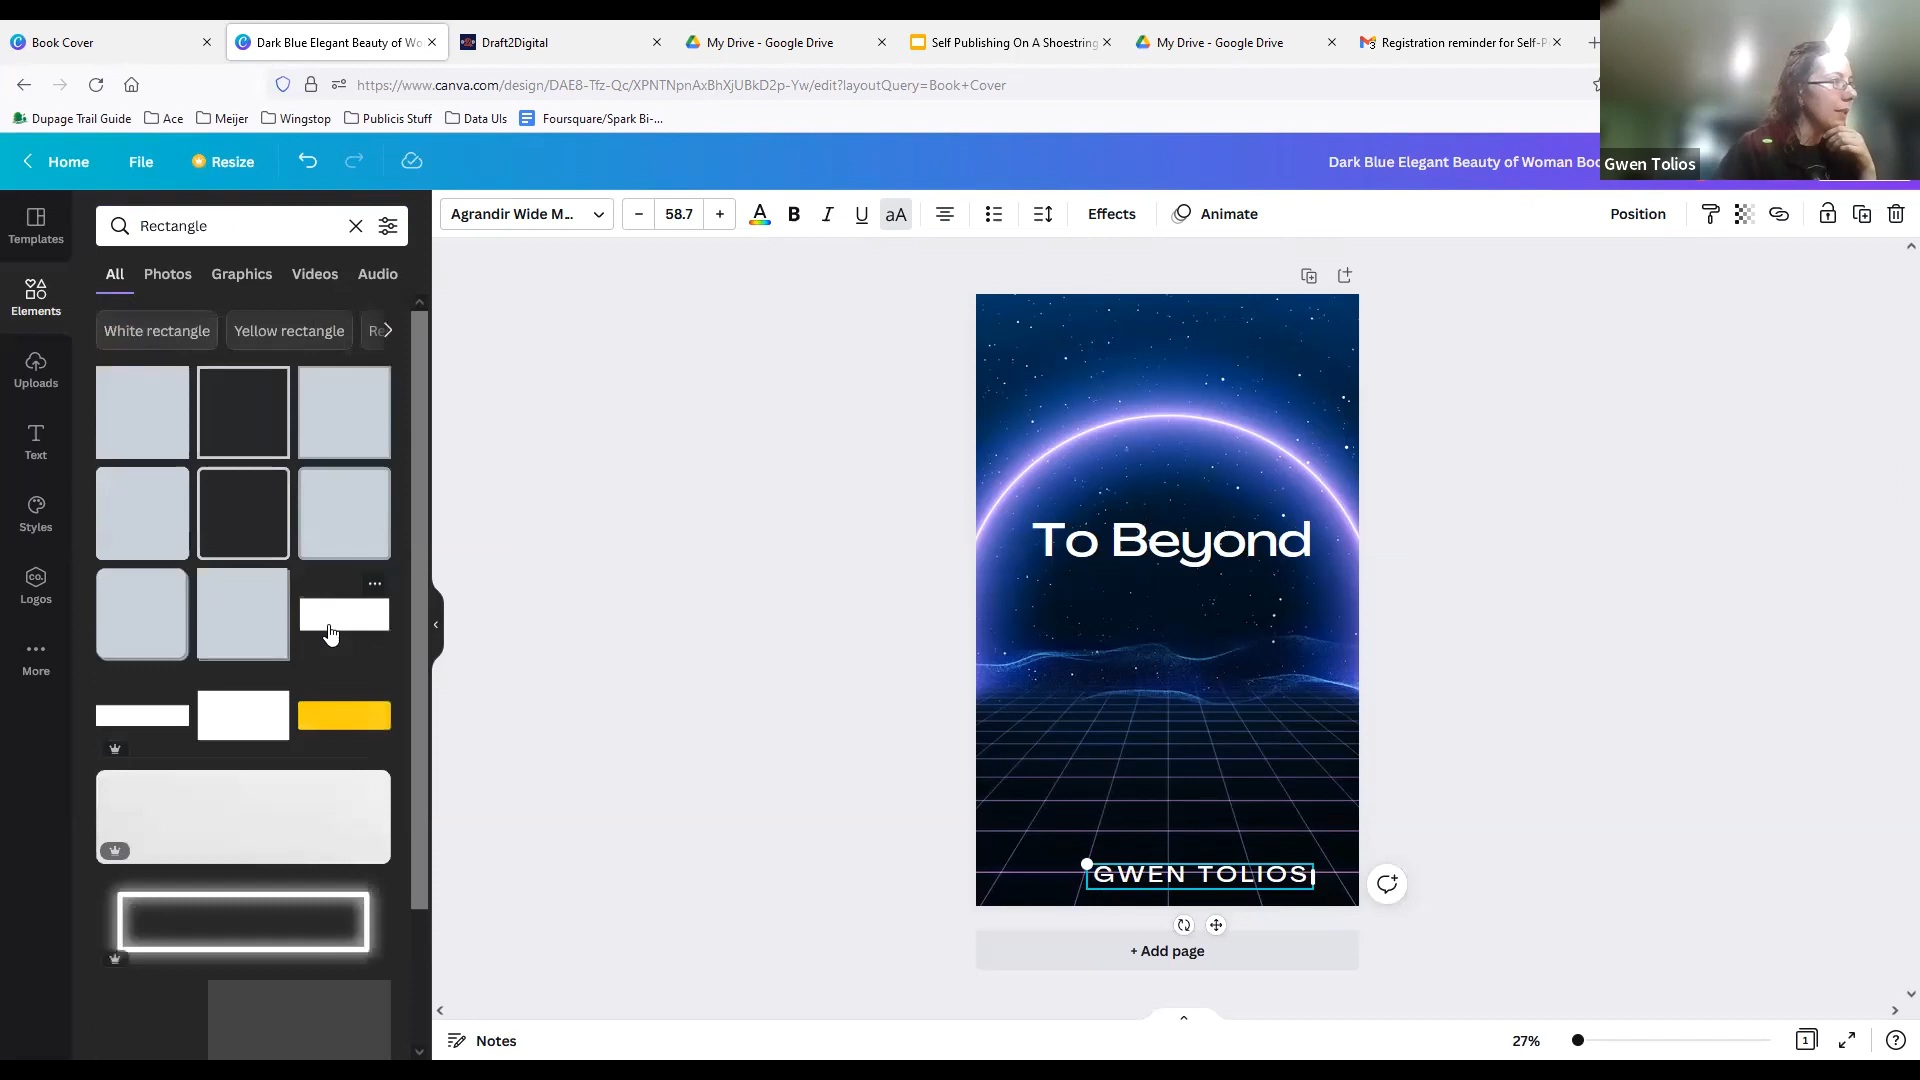 Book Cover
Dark Blue Elegant Beauty of Wo
Draft2Digital
My Drive - Google Drive
Self Publishing On A Shoestring
My Drive - Google Drive
Registration reminder for Self-P
https://www.canva.com/design/DAE8-Tfz-Qc/XPNTNpnAxBhXjUBkD2p-Yw/edit?layoutQuery=Book+Cover
Dupage Trail Guide
Ace
Meijer
Wingstop
Publicis Stuff
Data UIs
Foursquare/Spark Bi-...
Gwen Tolios
Home
File
Resize
Dark Blue Elegant Beauty of Woman Boo
Templates
Elements
Uploads
Text
Styles
CO.
Logos
More
Rectangle
All
Photos
Graphics
Videos
Audio
White rectangle
Yellow rectangle
Re
Agrandir Wide M...
58.7
A
B
I
U
aA
Effects
Animate
Position
To Beyond
GWEN TOLIOS
+ Add page
Notes
27%
1